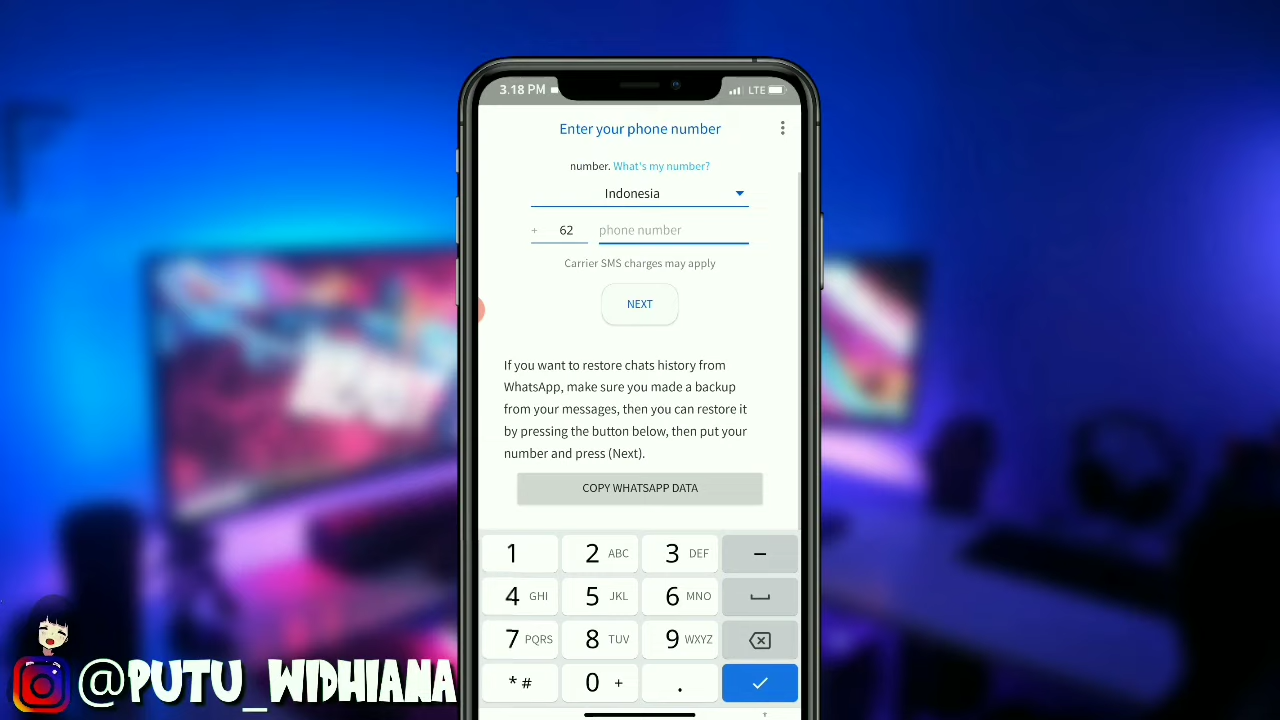 3.18 PM
LTE
Enter your phone number
number. What's my number?
Indonesia
+ 62 phone number
Carrier SMS charges may apply
NEXT
If you want to restore chats history from
WhatsApp, make sure you made a backup
from your messages, then you can restore it
by pressing the button below, then put your
number and press (Next).
COPY WHATSAPP DATA
1 2 ABC 3 DEF –
4 GHI 5 JKL 6 MNO
7 PQRS 8 TUV 9 WXYZ
* # 0 + .
@PUTU_WIDHIANA